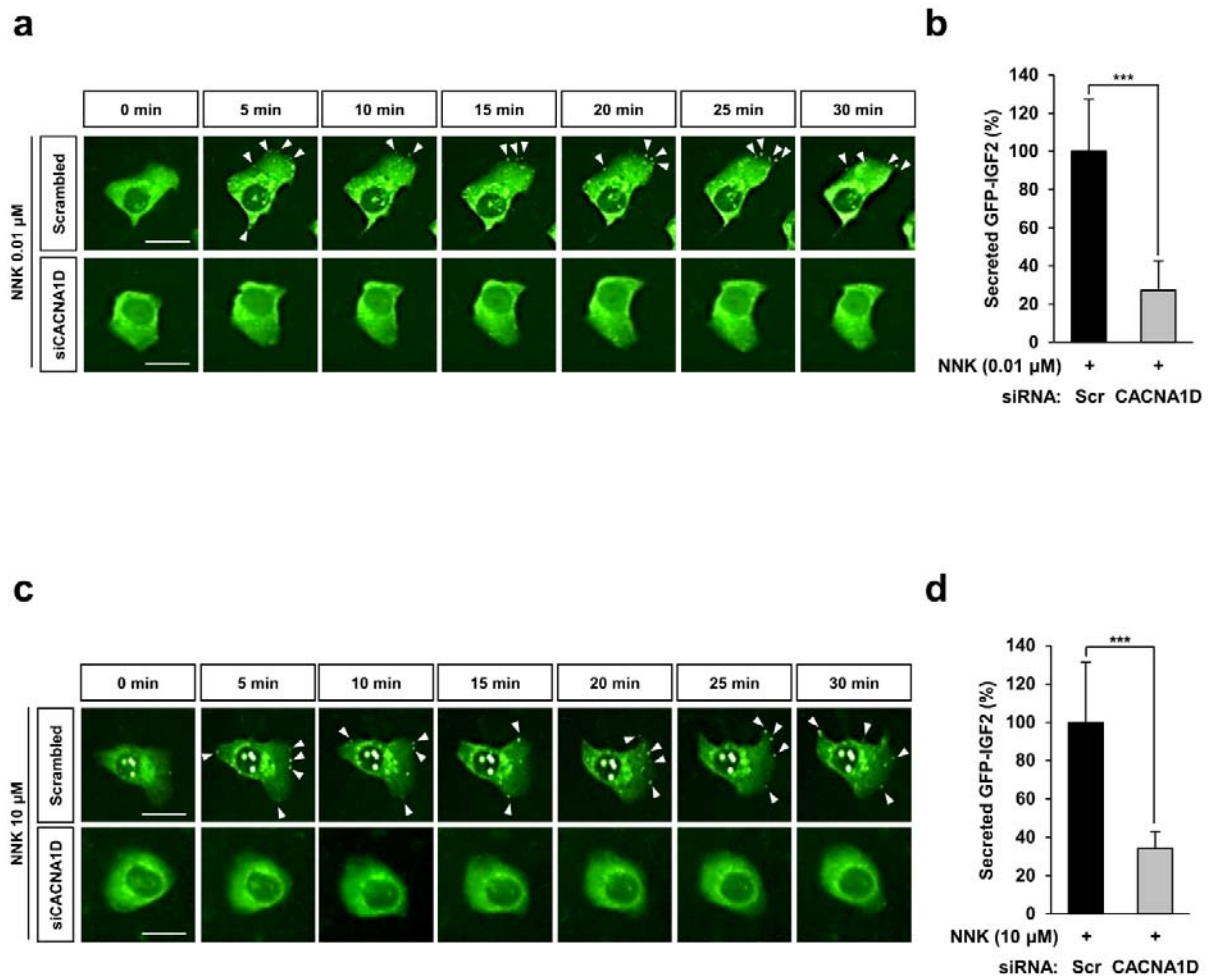 a
0 min 5 min 10 min 15 min 20 min 25 min 30 min
NNK 0.01 µM
Scrambled
siCACNA1D
b
Secreted GFP-IGF2 (%)
140
120
100
80
60
40
20
0
***
NNK (0.01 µM) + +
siRNA: Scr CACNA1D
c
0 min 5 min 10 min 15 min 20 min 25 min 30 min
NNK 10 µM
Scrambled
siCACNA1D
d
Secreted GFP-IGF2 (%)
140
120
100
80
60
40
20
0
***
NNK (10 µM) + +
siRNA: Scr CACNA1D